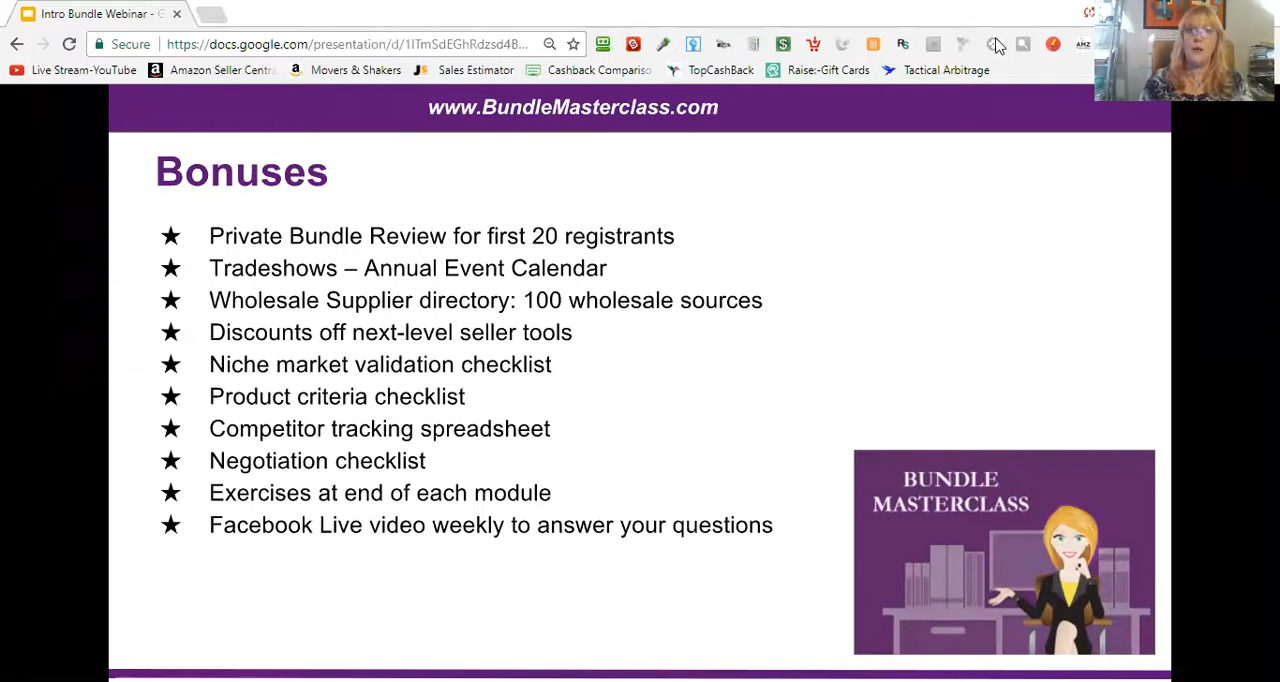 Intro Bundle Webinar - G
Secure
https://docs.google.com/presentation/d/1ITmSdEGhRdzsd4B...
AMZ
Live Stream-YouTube
Amazon Seller Centra
Movers & Shakers
Sales Estimator
Cashback Compariso
TopCashBack
Raise:-Gift Cards
Tactical Arbitrage
www.BundleMasterclass.com
Bonuses
★ Private Bundle Review for first 20 registrants
★ Tradeshows – Annual Event Calendar
★ Wholesale Supplier directory: 100 wholesale sources
★ Discounts off next-level seller tools
★ Niche market validation checklist
★ Product criteria checklist
★ Competitor tracking spreadsheet
★ Negotiation checklist
★ Exercises at end of each module
★ Facebook Live video weekly to answer your questions
BUNDLE
MASTERCLASS